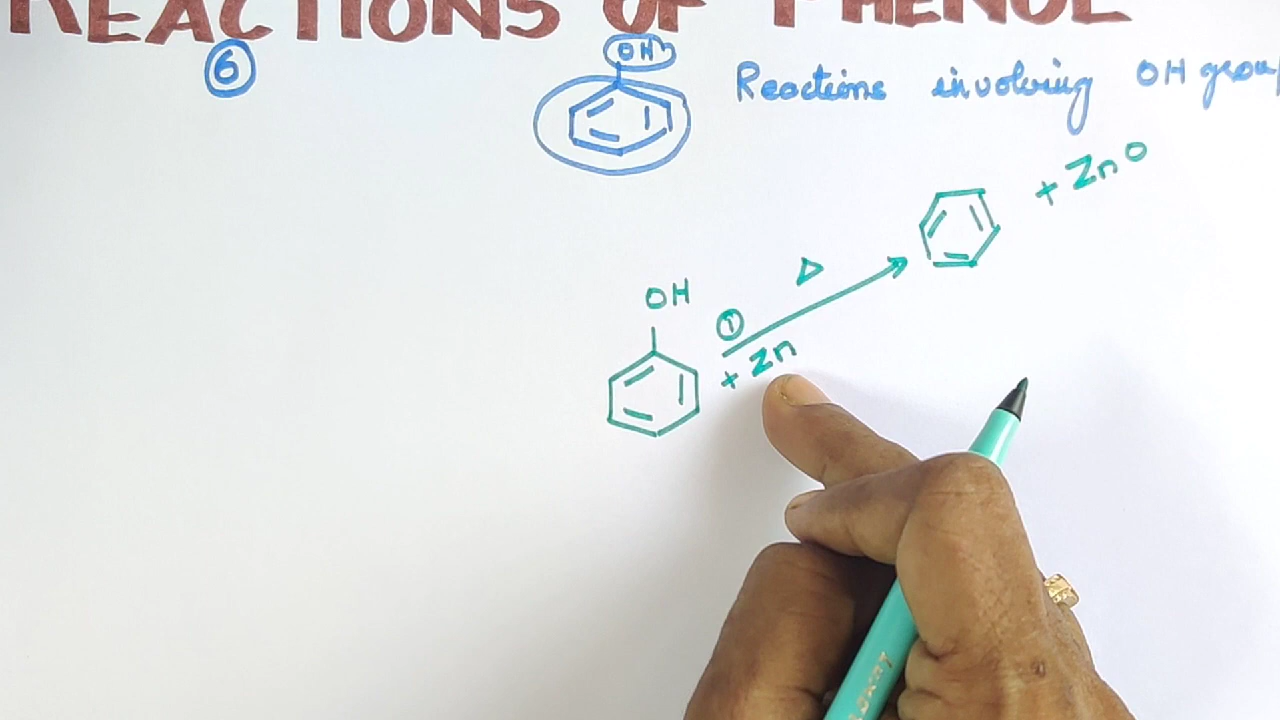 REACTIONS OF PHENOL
6
OH
Reactions involving OH group
+ ZnO
Δ
OH
1
+ Zn